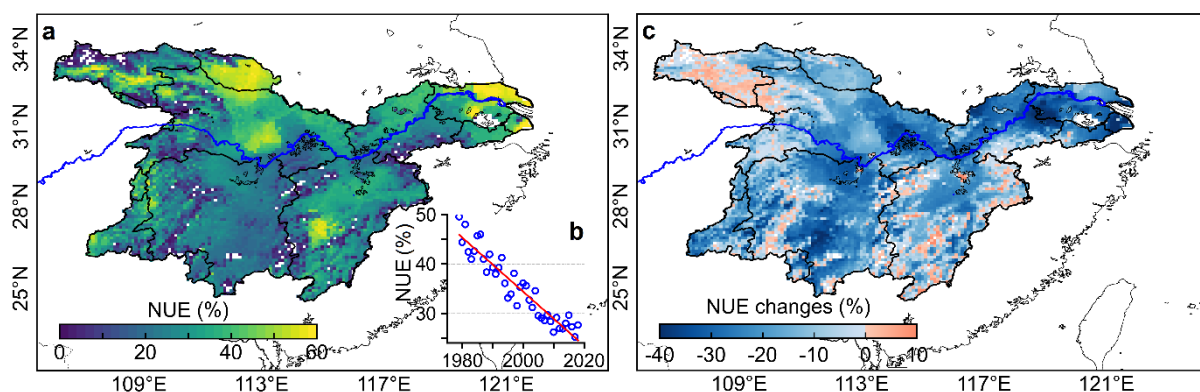 a
34°N
31°N
28°N
25°N
NUE (%)
0 20 40 60
109°E 113°E 117°E 121°E
b
NUE (%)
50
40
30
1980 2000 2020
c
34°N
31°N
28°N
25°N
NUE changes (%)
-40 -30 -20 -10 0 10
109°E 113°E 117°E 121°E